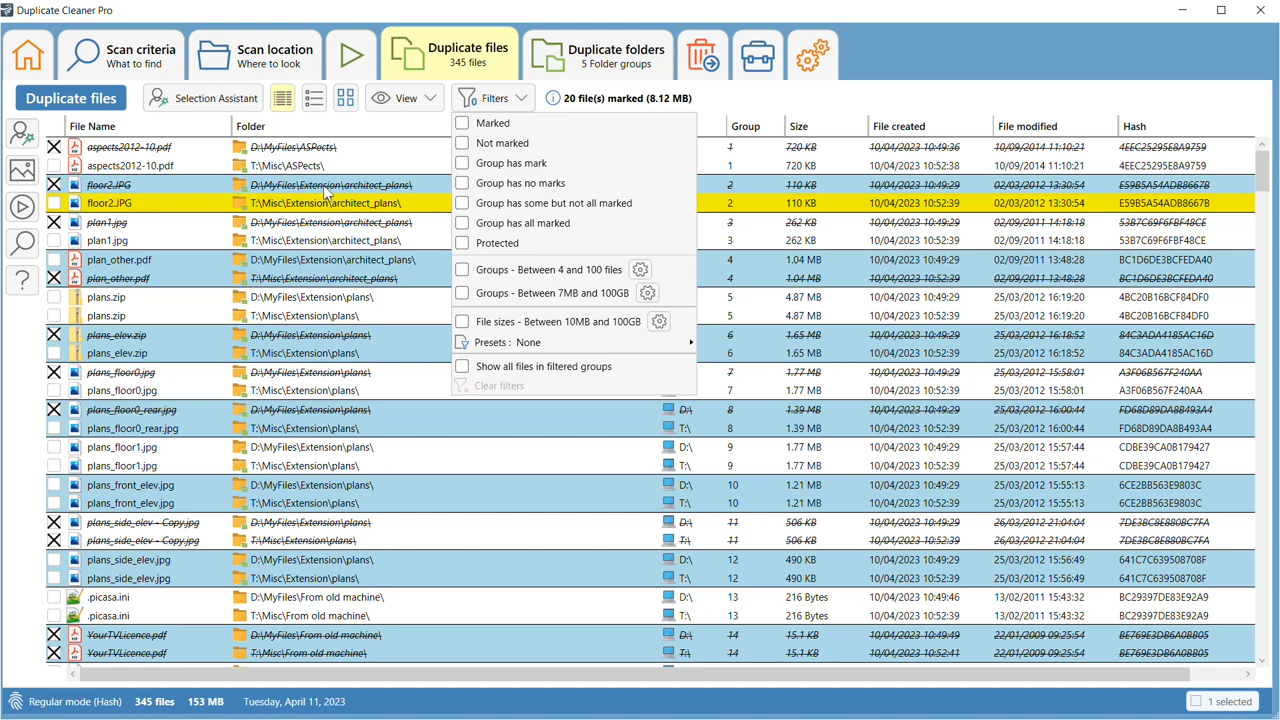 Duplicate Cleaner Pro
Scan criteria
What to find
Scan location
Where to look
Duplicate files
345 files
Duplicate folders
5 Folder groups
Duplicate files
Selection Assistant
View
Filters
20 file(s) marked (8.12 MB)
File Name Folder Group Size File created File modified Hash
aspects2012-10.pdf D:\MyFiles\ASPects\ 1 720 KB 10/04/2023 10:49:36 10/09/2014 11:10:21 4EEC25295E8A9759
aspects2012-10.pdf T:\Misc\ASPects\ 1 720 KB 10/04/2023 10:52:38 10/09/2014 11:10:21 4EEC25295E8A9759
floor2.JPG D:\MyFiles\Extension\architect_plans\ 2 110 KB 10/04/2023 10:49:29 02/03/2012 13:30:54 E59B5A54ADB8667B
floor2.JPG T:\Misc\Extension\architect_plans\ 2 110 KB 10/04/2023 10:52:39 02/03/2012 13:30:54 E59B5A54ADB8667B
plan1.jpg D:\MyFiles\Extension\architect_plans\ 3 262 KB 10/04/2023 10:49:29 02/09/2011 14:18:18 53B7C69F6FBF48CE
plan1.jpg T:\Misc\Extension\architect_plans\ 3 262 KB 10/04/2023 10:52:39 02/09/2011 14:18:18 53B7C69F6FBF48CE
plan_other.pdf D:\MyFiles\Extension\architect_plans\ 4 1.04 MB 10/04/2023 10:49:29 02/09/2011 13:48:28 BC1D6DE3BCFEDA40
plan_other.pdf T:\Misc\Extension\architect_plans\ 4 1.04 MB 10/04/2023 10:52:39 02/09/2011 13:48:28 BC1D6DE3BCFEDA40
plans.zip D:\MyFiles\Extension\plans\ 5 4.87 MB 10/04/2023 10:49:29 25/03/2012 16:19:20 4BC20B16BCF84DF0
plans.zip T:\Misc\Extension\plans\ 5 4.87 MB 10/04/2023 10:52:39 25/03/2012 16:19:20 4BC20B16BCF84DF0
plans_elev.zip D:\MyFiles\Extension\plans\ 6 1.65 MB 10/04/2023 10:49:29 25/03/2012 16:18:52 84C3ADA4185AC16D
plans_elev.zip T:\Misc\Extension\plans\ 6 1.65 MB 10/04/2023 10:52:39 25/03/2012 16:18:52 84C3ADA4185AC16D
plans_floor0.jpg D:\MyFiles\Extension\plans\ 7 1.77 MB 10/04/2023 10:49:29 25/03/2012 15:58:01 A3F06B567F240AA
plans_floor0.jpg T:\Misc\Extension\plans\ 7 1.77 MB 10/04/2023 10:52:39 25/03/2012 15:58:01 A3F06B567F240AA
plans_floor0_rear.jpg D:\MyFiles\Extension\plans\ D:\ 8 1.39 MB 10/04/2023 10:49:29 25/03/2012 16:00:44 FD68D89DA8B493A4
plans_floor0_rear.jpg T:\Misc\Extension\plans\ T:\ 8 1.39 MB 10/04/2023 10:52:39 25/03/2012 16:00:44 FD68D89DA8B493A4
plans_floor1.jpg D:\MyFiles\Extension\plans\ D:\ 9 1.77 MB 10/04/2023 10:49:29 25/03/2012 15:57:44 CDBE39CA0B179427
plans_floor1.jpg T:\Misc\Extension\plans\ T:\ 9 1.77 MB 10/04/2023 10:52:39 25/03/2012 15:57:44 CDBE39CA0B179427
plans_front_elev.jpg D:\MyFiles\Extension\plans\ D:\ 10 1.21 MB 10/04/2023 10:49:29 25/03/2012 15:55:13 6CE2BB563E9803C
plans_front_elev.jpg T:\Misc\Extension\plans\ T:\ 10 1.21 MB 10/04/2023 10:52:39 25/03/2012 15:55:13 6CE2BB563E9803C
plans_side_elev - Copy.jpg D:\MyFiles\Extension\plans\ D:\ 11 506 KB 10/04/2023 10:49:29 26/03/2012 21:04:04 7DE3BC8E880BC7FA
plans_side_elev - Copy.jpg T:\Misc\Extension\plans\ T:\ 11 506 KB 10/04/2023 10:52:39 26/03/2012 21:04:04 7DE3BC8E880BC7FA
plans_side_elev.jpg D:\MyFiles\Extension\plans\ D:\ 12 490 KB 10/04/2023 10:49:29 25/03/2012 15:56:49 641C7C639508708F
plans_side_elev.jpg T:\Misc\Extension\plans\ T:\ 12 490 KB 10/04/2023 10:52:39 25/03/2012 15:56:49 641C7C639508708F
.picasa.ini D:\MyFiles\From old machine\ D:\ 13 216 Bytes 10/04/2023 10:49:46 13/02/2011 15:43:32 BC29397DE83E92A9
.picasa.ini T:\Misc\From old machine\ T:\ 13 216 Bytes 10/04/2023 10:52:39 13/02/2011 15:43:32 BC29397DE83E92A9
YourTVLicence.pdf D:\MyFiles\From old machine\ D:\ 14 15.1 KB 10/04/2023 10:49:49 22/01/2009 09:25:54 BE769E3DB6A0BB05
YourTVLicence.pdf T:\Misc\From old machine\ T:\ 14 15.1 KB 10/04/2023 10:52:41 22/01/2009 09:25:54 BE769E3DB6A0BB05
Marked
Not marked
Group has mark
Group has no marks
Group has some but not all marked
Group has all marked
Protected
Groups - Between 4 and 100 files
Groups - Between 7MB and 100GB
File sizes - Between 10MB and 100GB
Presets : None
Show all files in filtered groups
Clear filters
Regular mode (Hash) 345 files 153 MB Tuesday, April 11, 2023 1 selected